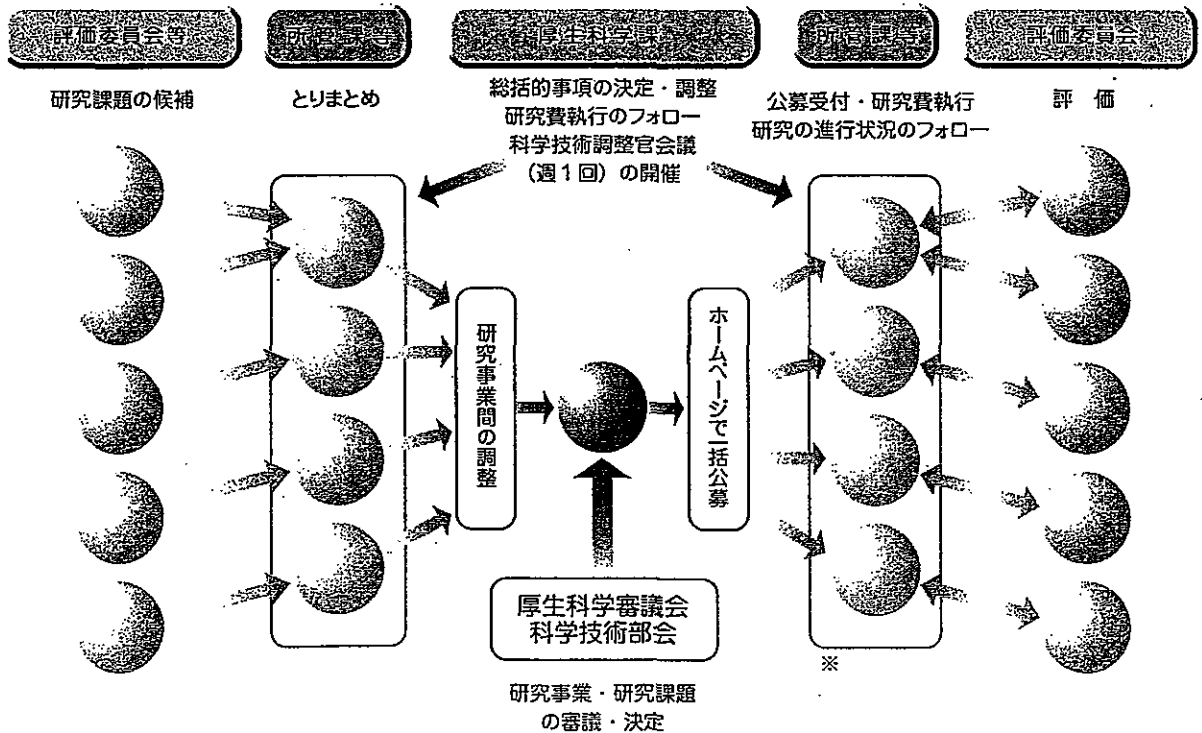 評価委員会等
所管課等
厚生科学課
所管課等
評価委員会
研究課題の候補
とりまとめ
総括的事項の決定・調整
研究費執行のフォロー
科学技術調整官会議
（週１回）の開催
公募受付・研究費執行
研究の進行状況のフォロー
評　価
研究事業間の調整
ホームページで一括公募
厚生科学審議会
科学技術部会
※
研究事業・研究課題
の審議・決定